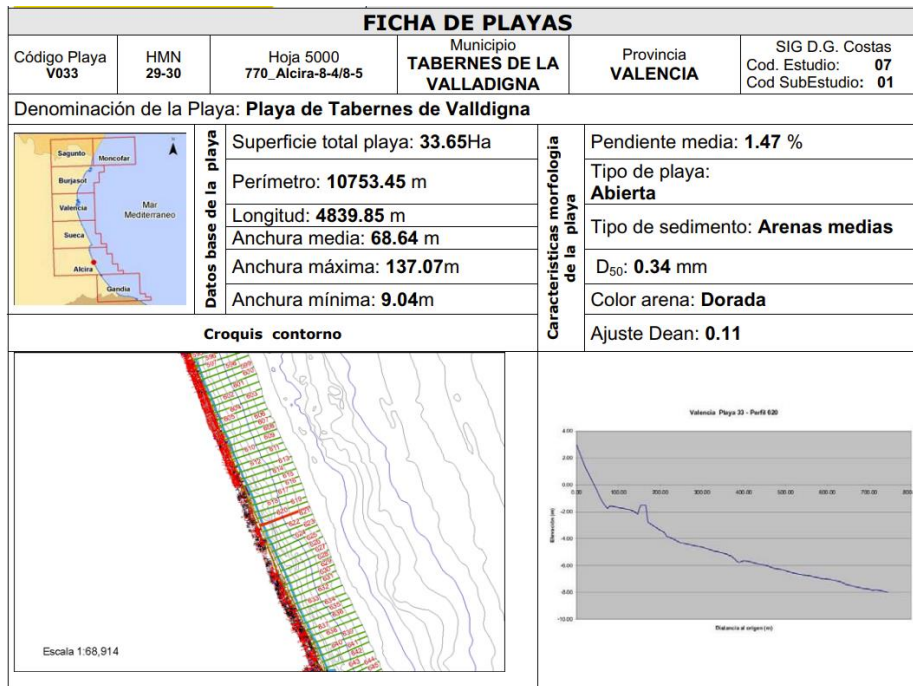 FICHA DE PLAYAS
Código Playa
V033
HMN
29-30
Hoja 5000
770_Alcira-8-4/8-5
Municipio
TABERNES DE LA
VALLADIGNA
Provincia
VALENCIA
SIG D.G. Costas
Cod. Estudio: 07
Cod SubEstudio: 01
Denominación de la Playa: Playa de Tabernes de Valldigna
Sagunto
Moncofar
Burjasot
Valencia
Mar
Mediterraneo
Sueca
Alcira
Gandia
Datos base de la playa
Superficie total playa: 33.65Ha
Perímetro: 10753.45 m
Longitud: 4839.85 m
Anchura media: 68.64 m
Anchura máxima: 137.07m
Anchura mínima: 9.04m
Características morfologia
de la playa
Pendiente media: 1.47 %
Tipo de playa:
Abierta
Tipo de sedimento: Arenas medias
D50: 0.34 mm
Color arena: Dorada
Ajuste Dean: 0.11
Croquis contorno
Escala 1:68,914
Valencia Playa 33 - Perfil 620
4.00
2.00
0.00
-2.00
-4.00
-6.00
-8.00
-10.00
0.00 100.00 200.00 300.00 400.00 500.00 600.00 700.00
Elevación (m)
Distancia al origen (m)